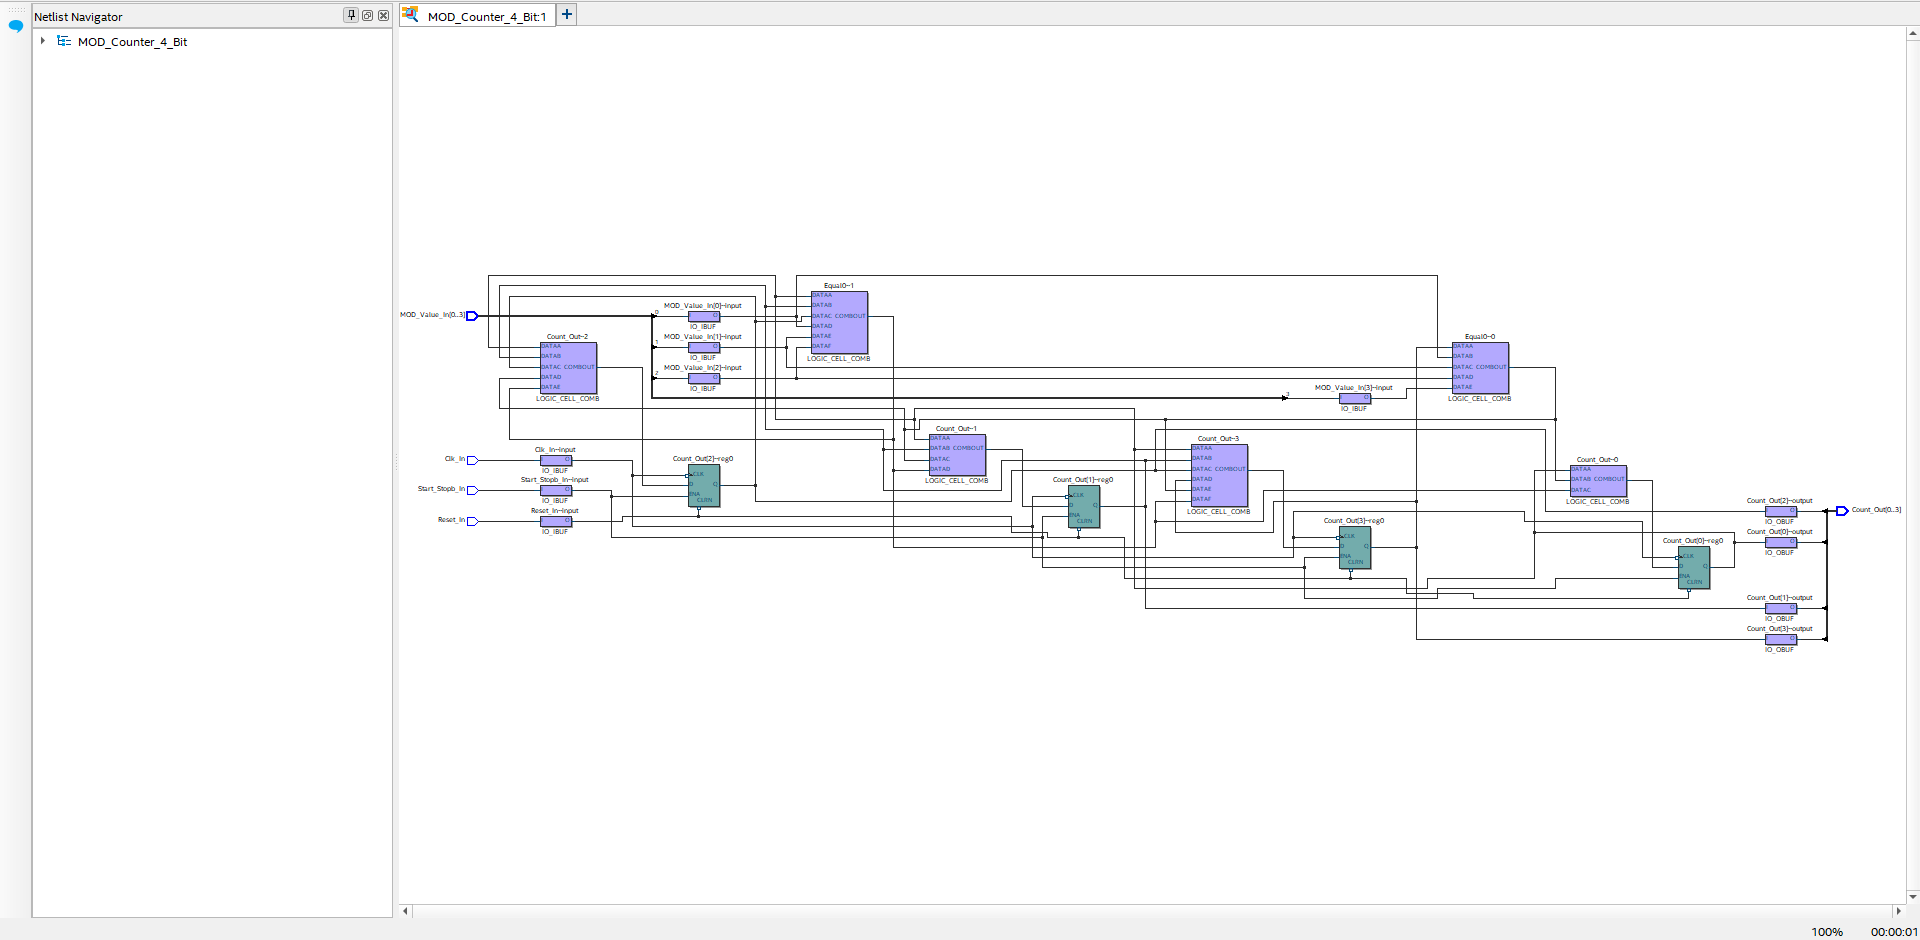 Netlist Navigator
MOD_Counter_4_Bit:1
MOD_Counter_4_Bit
Equal0~1
DATAA
DATAB
DATAC COMBOUT
DATAD
DATAE
DATAF
LOGIC_CELL_COMB
MOD_Value_In[0..3]
MOD_Value_In[0]~input
IO_IBUF
MOD_Value_In[1]~input
IO_IBUF
MOD_Value_In[2]~input
IO_IBUF
Count_Out~2
DATAA
DATAB
DATAC COMBOUT
DATAD
DATAE
LOGIC_CELL_COMB
Equal0~0
DATAA
DATAB
DATAC COMBOUT
DATAD
DATAE
LOGIC_CELL_COMB
MOD_Value_In[3]~input
IO_IBUF
Count_Out~1
DATAA
DATAB COMBOUT
DATAC
DATAD
LOGIC_CELL_COMB
Count_Out~3
DATAA
DATAB
DATAC COMBOUT
DATAD
DATAE
DATAF
LOGIC_CELL_COMB
Clk_In
Clk_In~input
IO_IBUF
Start_Stopb_In
Start_Stopb_In~input
IO_IBUF
Reset_In
Reset_In~input
IO_IBUF
Count_Out[2]~reg0
CLK
D Q
ENA
CLRN
Count_Out[1]~reg0
CLK
D Q
ENA
CLRN
Count_Out[3]~reg0
CLK
D Q
ENA
CLRN
Count_Out~0
DATAA
DATAB COMBOUT
DATAC
LOGIC_CELL_COMB
Count_Out[0]~reg0
CLK
D Q
ENA
CLRN
Count_Out[2]~output
IO_OBUF
Count_Out[0]~output
IO_OBUF
Count_Out[1]~output
IO_OBUF
Count_Out[3]~output
IO_OBUF
Count_Out[0..3]
100% 00:00:01